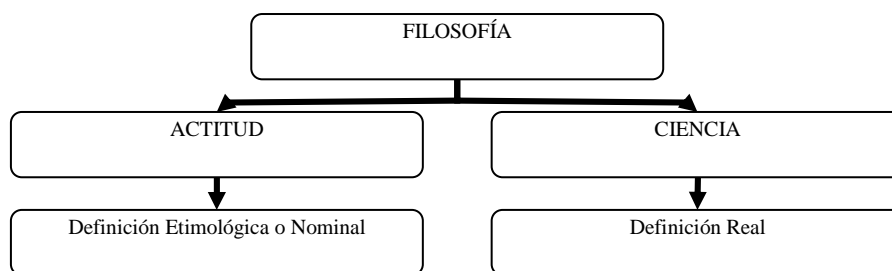 FILOSOFÍA
ACTITUD
CIENCIA
Definición Etimológica o Nominal
Definición Real